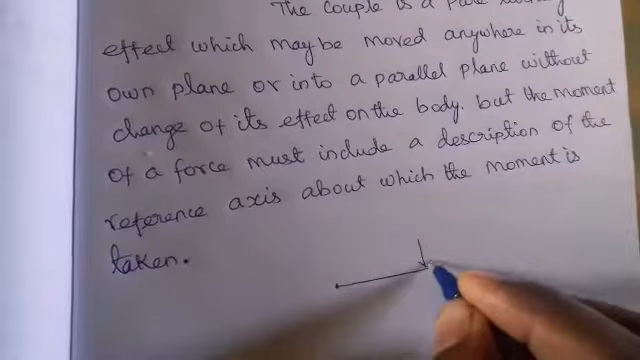 The couple is a pure
effect which may be moved anywhere in its
own plane or into a parallel plane without
change of its effect on the body. but the moment
of a force must include a description of the
reference axis about which the moment is
taken.